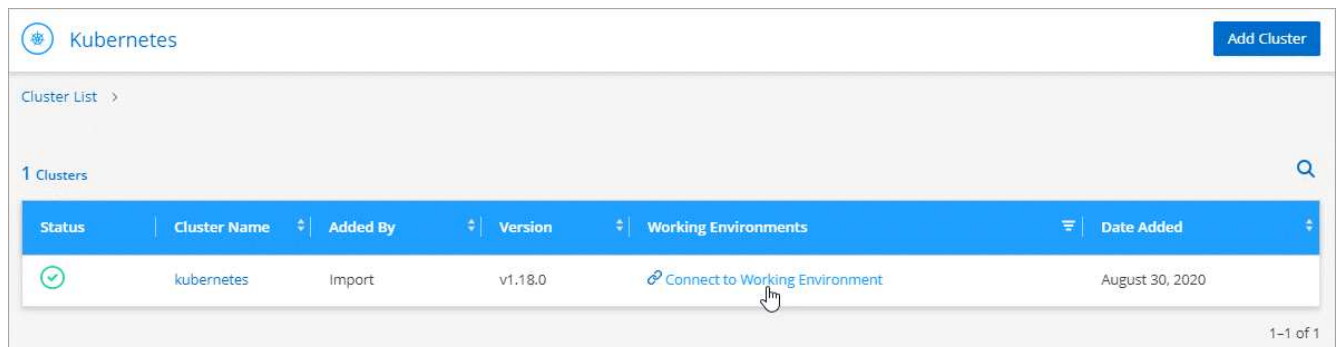 Kubernetes
Add Cluster
Cluster List >
1 Clusters
Status Cluster Name Added By Version Working Environments Date Added
kubernetes Import v1.18.0 Connect to Working Environment August 30, 2020
1–1 of 1